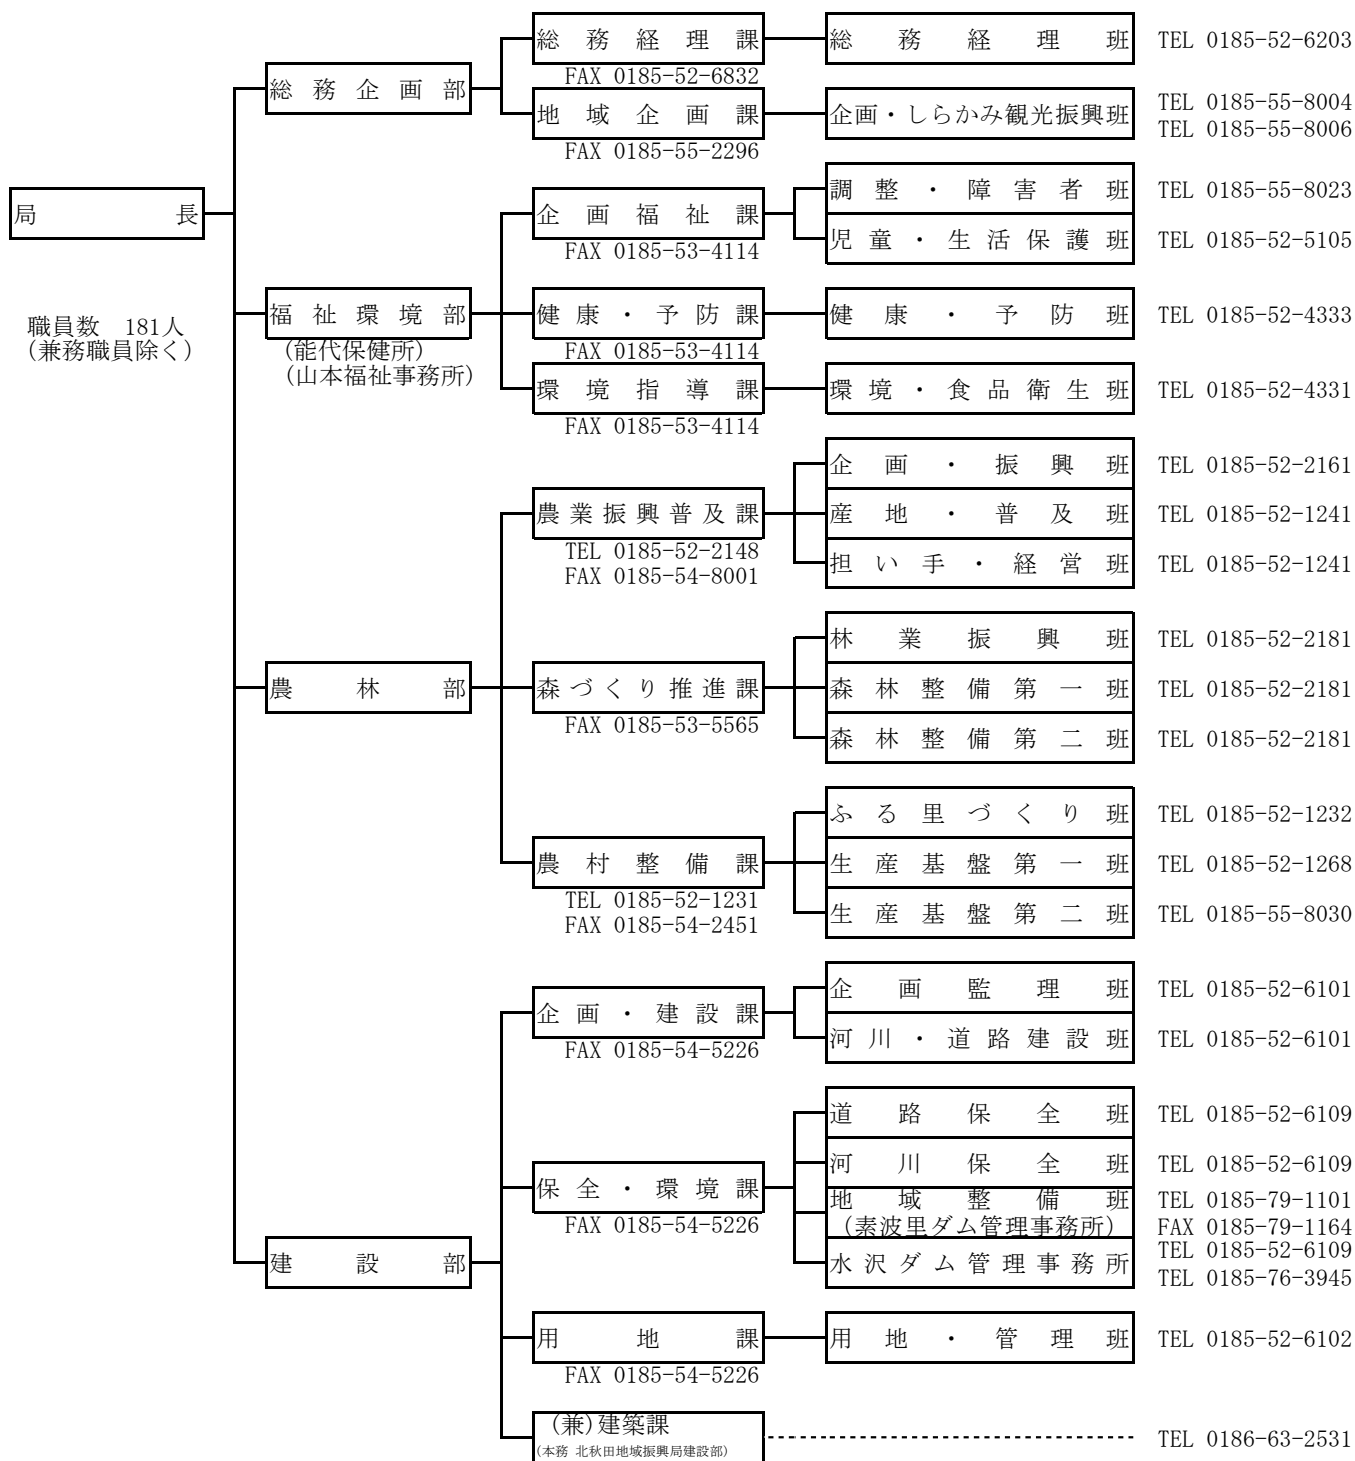 総務経理課 総務経理班 TEL 0185-52-6203
FAX 0185-52-6832
総務企画部
地域企画課 企画・しらかみ観光振興班 TEL 0185-55-8004
TEL 0185-55-8006
FAX 0185-55-2296
調整・障害者班 TEL 0185-55-8023
局長 企画福祉課
児童・生活保護班 TEL 0185-52-5105
FAX 0185-53-4114
福祉環境部 健康・予防課 健康・予防班 TEL 0185-52-4333
職員数 181人
(兼務職員除く)
(能代保健所)
(山本福祉事務所)
FAX 0185-53-4114
環境指導課 環境・食品衛生班 TEL 0185-52-4331
FAX 0185-53-4114
企画・振興班 TEL 0185-52-2161
農業振興普及課 産地・普及班 TEL 0185-52-1241
TEL 0185-52-2148
FAX 0185-54-8001
担い手・経営班 TEL 0185-52-1241
林業振興班 TEL 0185-52-2181
農林部 森づくり推進課 森林整備第一班 TEL 0185-52-2181
FAX 0185-53-5565
森林整備第二班 TEL 0185-52-2181
ふる里づくり班 TEL 0185-52-1232
農村整備課 生産基盤第一班 TEL 0185-52-1268
TEL 0185-52-1231
FAX 0185-54-2451
生産基盤第二班 TEL 0185-55-8030
企画監理班 TEL 0185-52-6101
企画・建設課
河川・道路建設班 TEL 0185-52-6101
FAX 0185-54-5226
道路保全班 TEL 0185-52-6109
河川保全班 TEL 0185-52-6109
保全・環境課
FAX 0185-54-5226
地域整備班 TEL 0185-79-1101
(素波里ダム管理事務所) FAX 0185-79-1164
建設部
水沢ダム管理事務所 TEL 0185-52-6109
TEL 0185-76-3945
用地課 用地・管理班 TEL 0185-52-6102
FAX 0185-54-5226
(兼)建築課
(本務 北秋田地域振興局建設部)
TEL 0186-63-2531